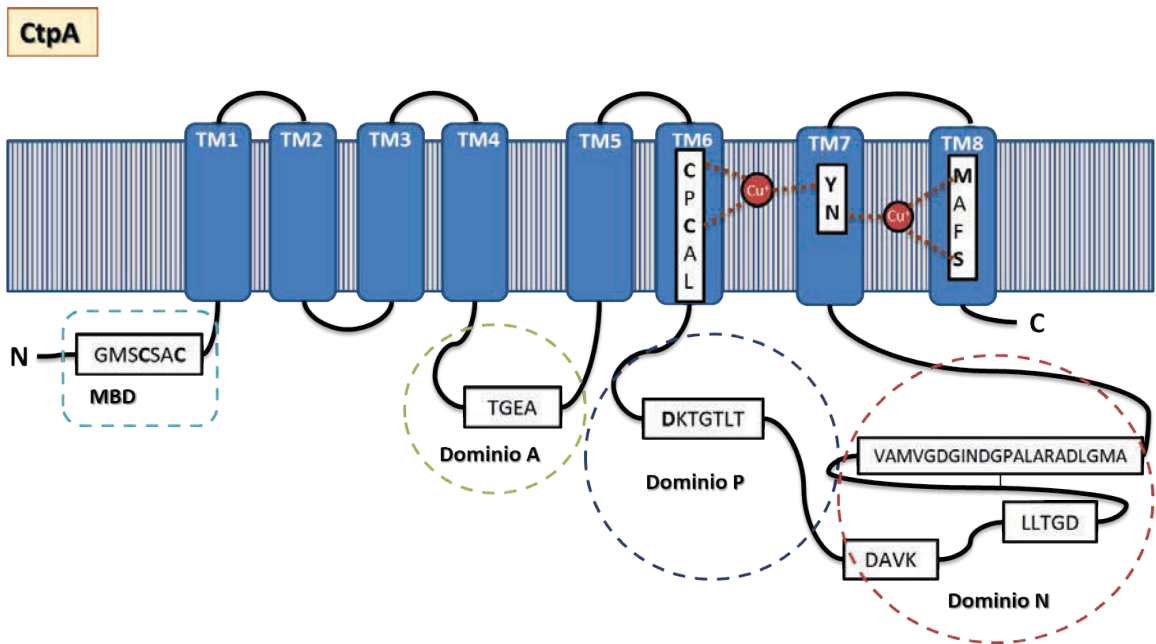 CtpA
TM1
TM2
TM3
TM4
TM5
TM6
TM7
TM8
C
P
C
A
L
Cu⁺
Y
N
Cu⁺
M
A
F
S
N
GMSCSAC
MBD
TGEA
Dominio A
DKTGTLT
Dominio P
C
VAMVGDGINDGPALARADLGMA
LLTGD
DAVK
Dominio N